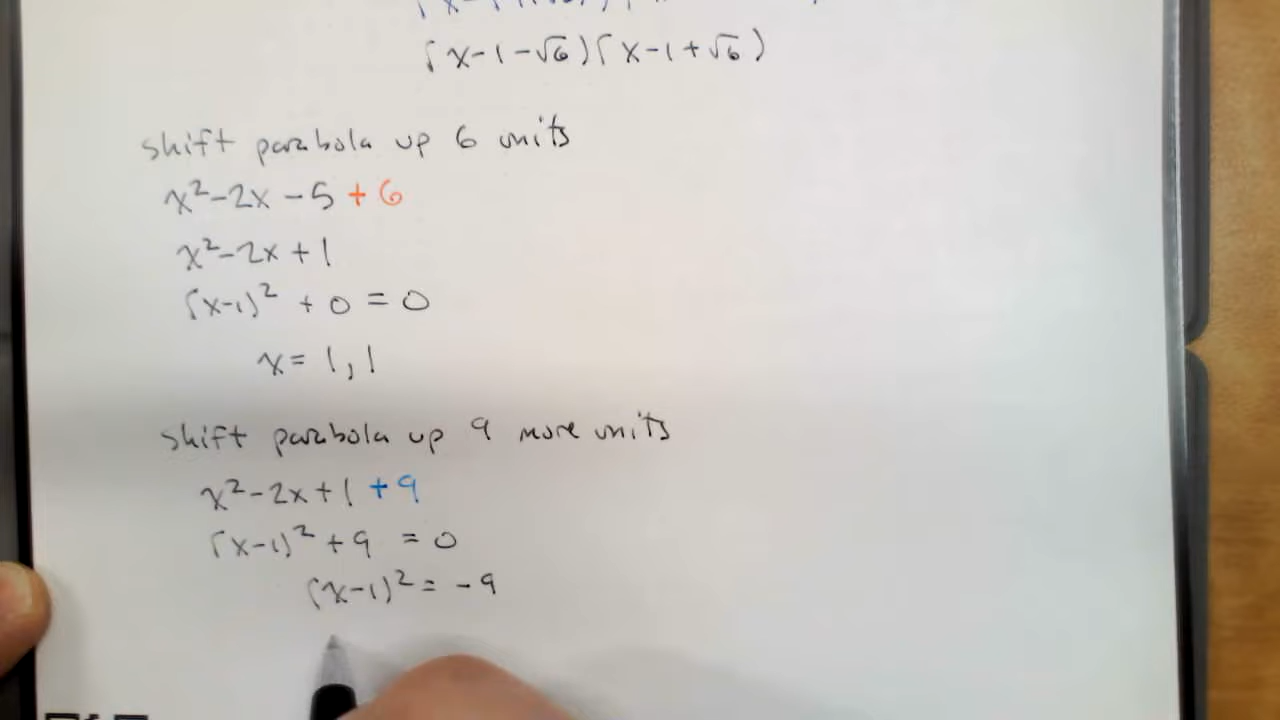 (x-1-√6)(x-1+√6)
shift parabola up 6 units
x²-2x-5+6
x²-2x+1
(x-1)²+0=0
x=1,1
shift parabola up 9 more units
x²-2x+1+9
(x-1)²+9=0
(x-1)²=-9